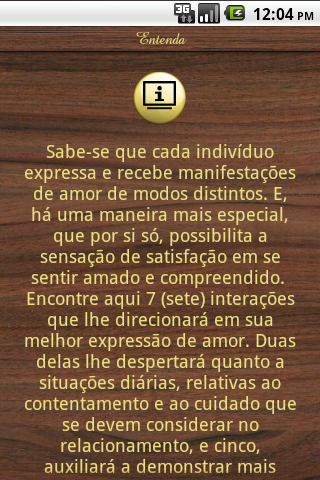 3G
12:04 PM
Entenda
i
Sabe-se que cada indivíduo
expressa e recebe manifestações
de amor de modos distintos. E,
há uma maneira mais especial,
que por si só, possibilita a
sensação de satisfação em se
sentir amado e compreendido.
Encontre aqui 7 (sete) interações
que lhe direcionará em sua
melhor expressão de amor. Duas
delas lhe despertará quanto a
situações diárias, relativas ao
contentamento e ao cuidado que
se devem considerar no
relacionamento, e cinco,
auxiliará a demonstrar mais